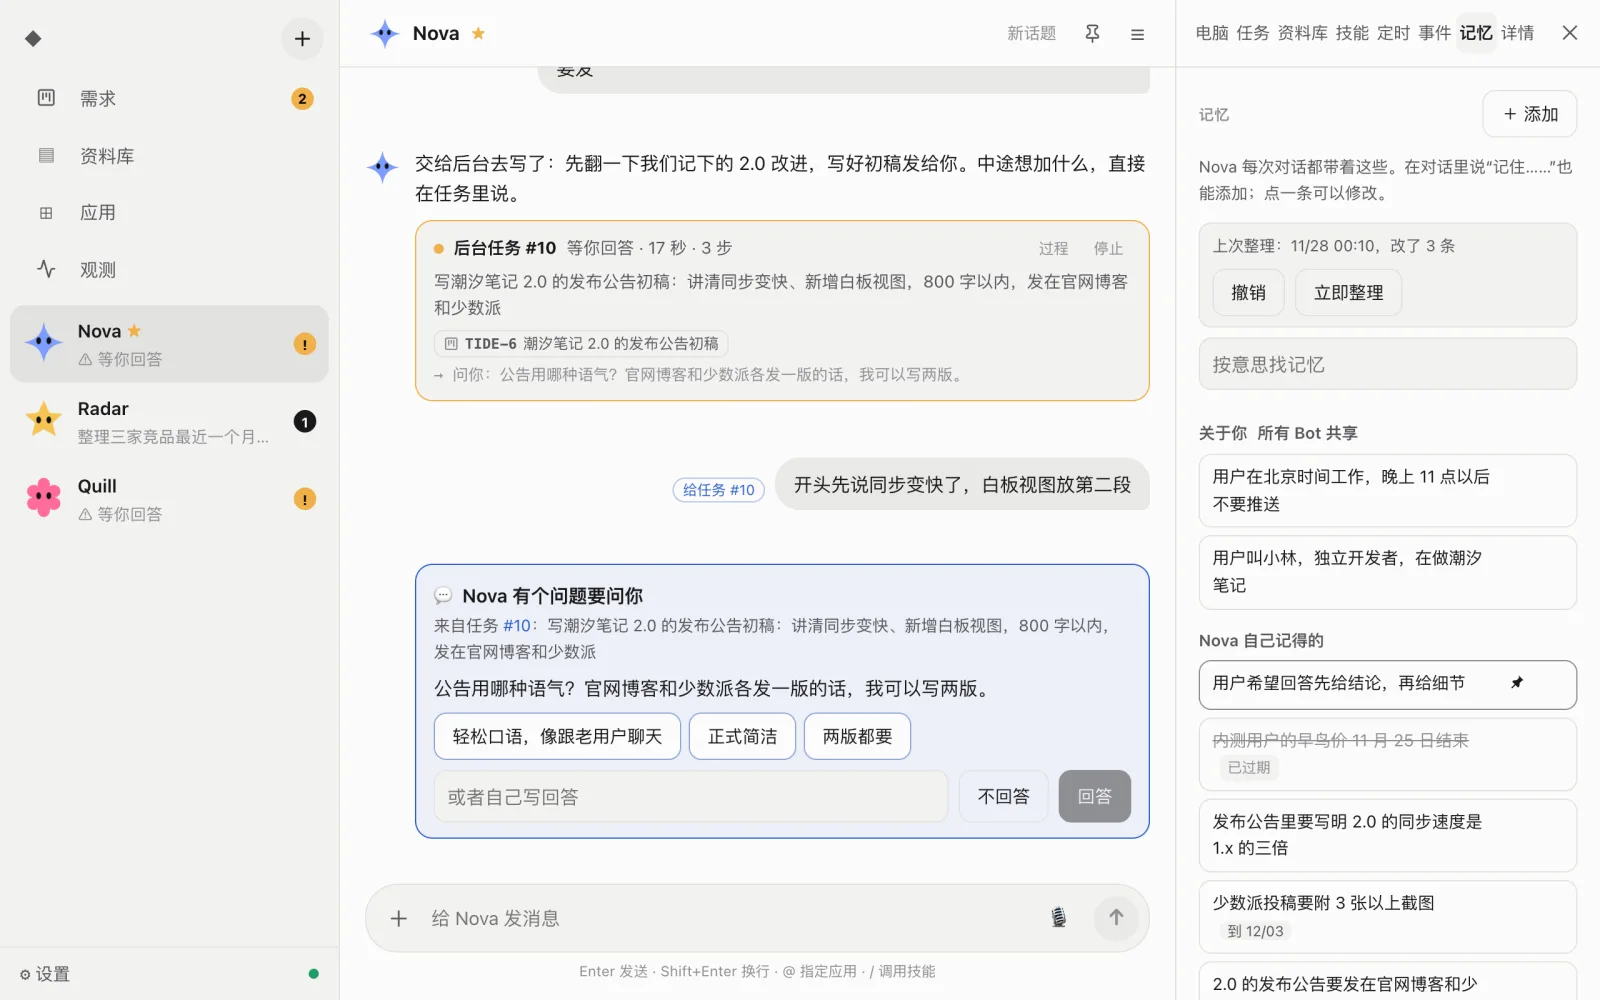 需求
2
资料库
应用
观测
Nova
等你回答
!
Radar
整理三家竞品最近一个月...
1
Quill
等你回答
!
设置
Nova
新话题
要发
交给后台去写了：先翻一下我们记下的 2.0 改进，写好初稿发给你。中途想加什么，直接
在任务里说。
后台任务 #10 等你回答 · 17 秒 · 3 步
过程 停止
写潮汐笔记 2.0 的发布公告初稿：讲清同步变快、新增白板视图，800 字以内，发在官网博客
和少数派
TIDE-6 潮汐笔记 2.0 的发布公告初稿
→ 问你：公告用哪种语气？官网博客和少数派各发一版的话，我可以写两版。
给任务 #10
开头先说同步变快了，白板视图放第二段
Nova 有个问题要问你
来自任务 #10：写潮汐笔记 2.0 的发布公告初稿：讲清同步变快、新增白板视图，800 字以内，
发在官网博客和少数派
公告用哪种语气？官网博客和少数派各发一版的话，我可以写两版。
轻松口语，像跟老用户聊天
正式简洁
两版都要
或者自己写回答
不回答
回答
给 Nova 发消息
Enter 发送 · Shift+Enter 换行 · @ 指定应用 · / 调用技能
电脑 任务 资料库 技能 定时 事件 记忆 详情
记忆
+ 添加
Nova 每次对话都带着这些。在对话里说“记住……”也
能添加；点一条可以修改。
上次整理：11/28 00:10，改了 3 条
撤销
立即整理
按意思找记忆
关于你 所有 Bot 共享
用户在北京时间工作，晚上 11 点以后
不要推送
用户叫小林，独立开发者，在做潮汐
笔记
Nova 自己记得的
用户希望回答先给结论，再给细节
内测用户的早鸟价 11 月 25 日结束
已过期
发布公告里要写明 2.0 的同步速度是
1.x 的三倍
少数派投稿要附 3 张以上截图
到 12/03
2.0 的发布公告要发在官网博客和少